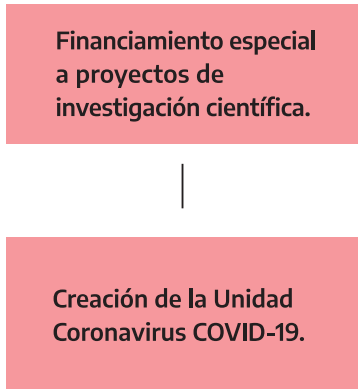 Financiamiento especial
a proyectos de
investigación científica.
Creación de la Unidad
Coronavirus COVID-19.